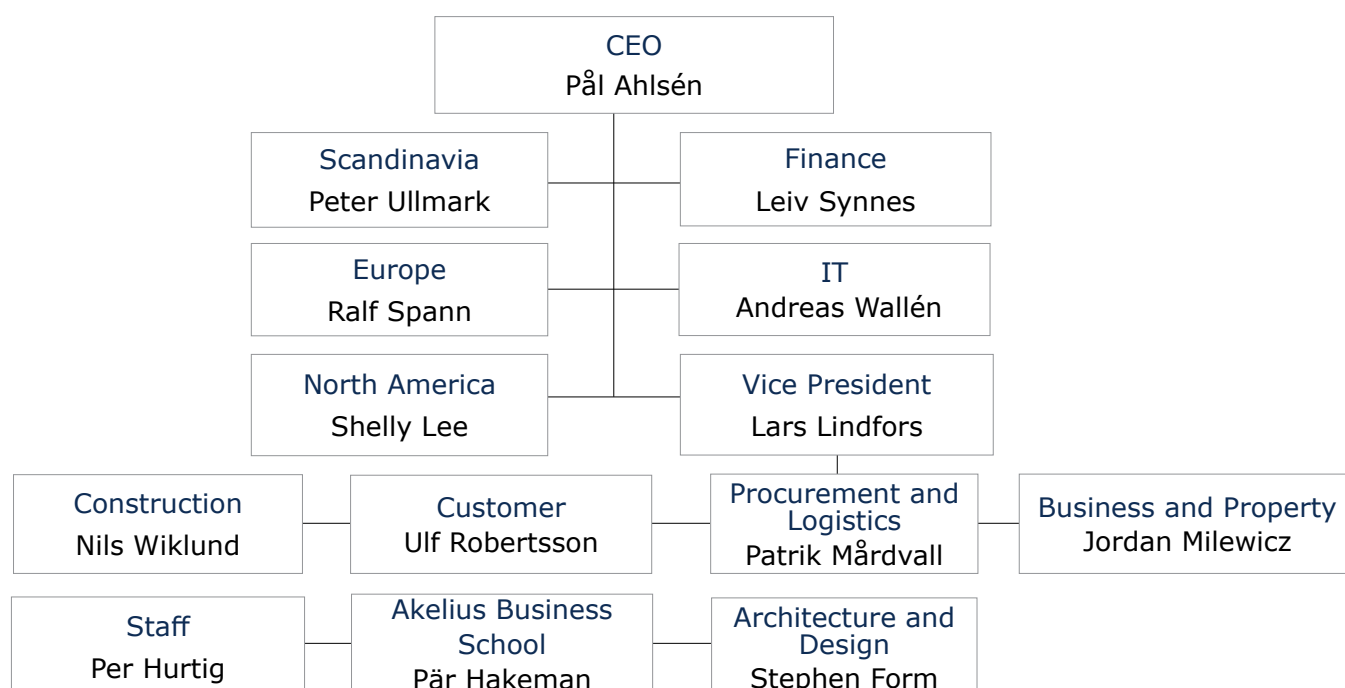 CEO
Pål Ahlsén
Scandinavia
Peter Ullmark
Finance
Leiv Synnes
Europe
Ralf Spann
IT
Andreas Wallén
North America
Shelly Lee
Vice President
Lars Lindfors
Construction
Nils Wiklund
Customer
Ulf Robertsson
Procurement and
Logistics
Patrik Mårdvall
Business and Property
Jordan Milewicz
Staff
Per Hurtig
Akelius Business
School
Pär Hakeman
Architecture and
Design
Stephen Form